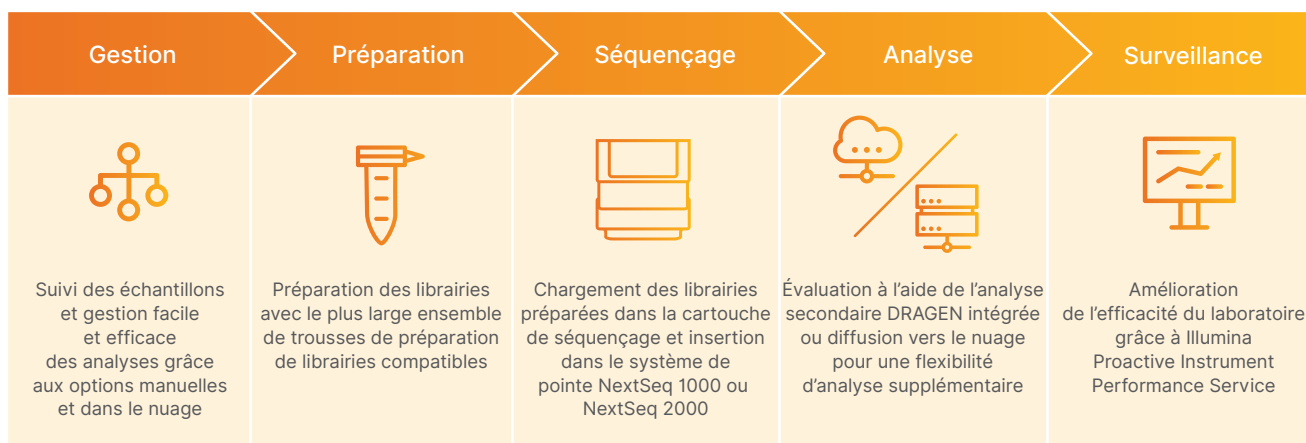 Gestion
Préparation
Séquençage
Analyse
Surveillance
Suivi des échantillons
et gestion facile
et efficace
des analyses grâce
aux options manuelles
et dans le nuage
Préparation des librairies
avec le plus large ensemble
de trousses de préparation
de librairies compatibles
Chargement des librairies
préparées dans la cartouche
de séquençage et insertion
dans le système de
pointe NextSeq 1000 ou
NextSeq 2000
Évaluation à l’aide de l’analyse
secondaire DRAGEN intégrée
ou diffusion vers le nuage
pour une flexibilité
d’analyse supplémentaire
Amélioration
de l’efficacité du laboratoire
grâce à Illumina
Proactive Instrument
Performance Service